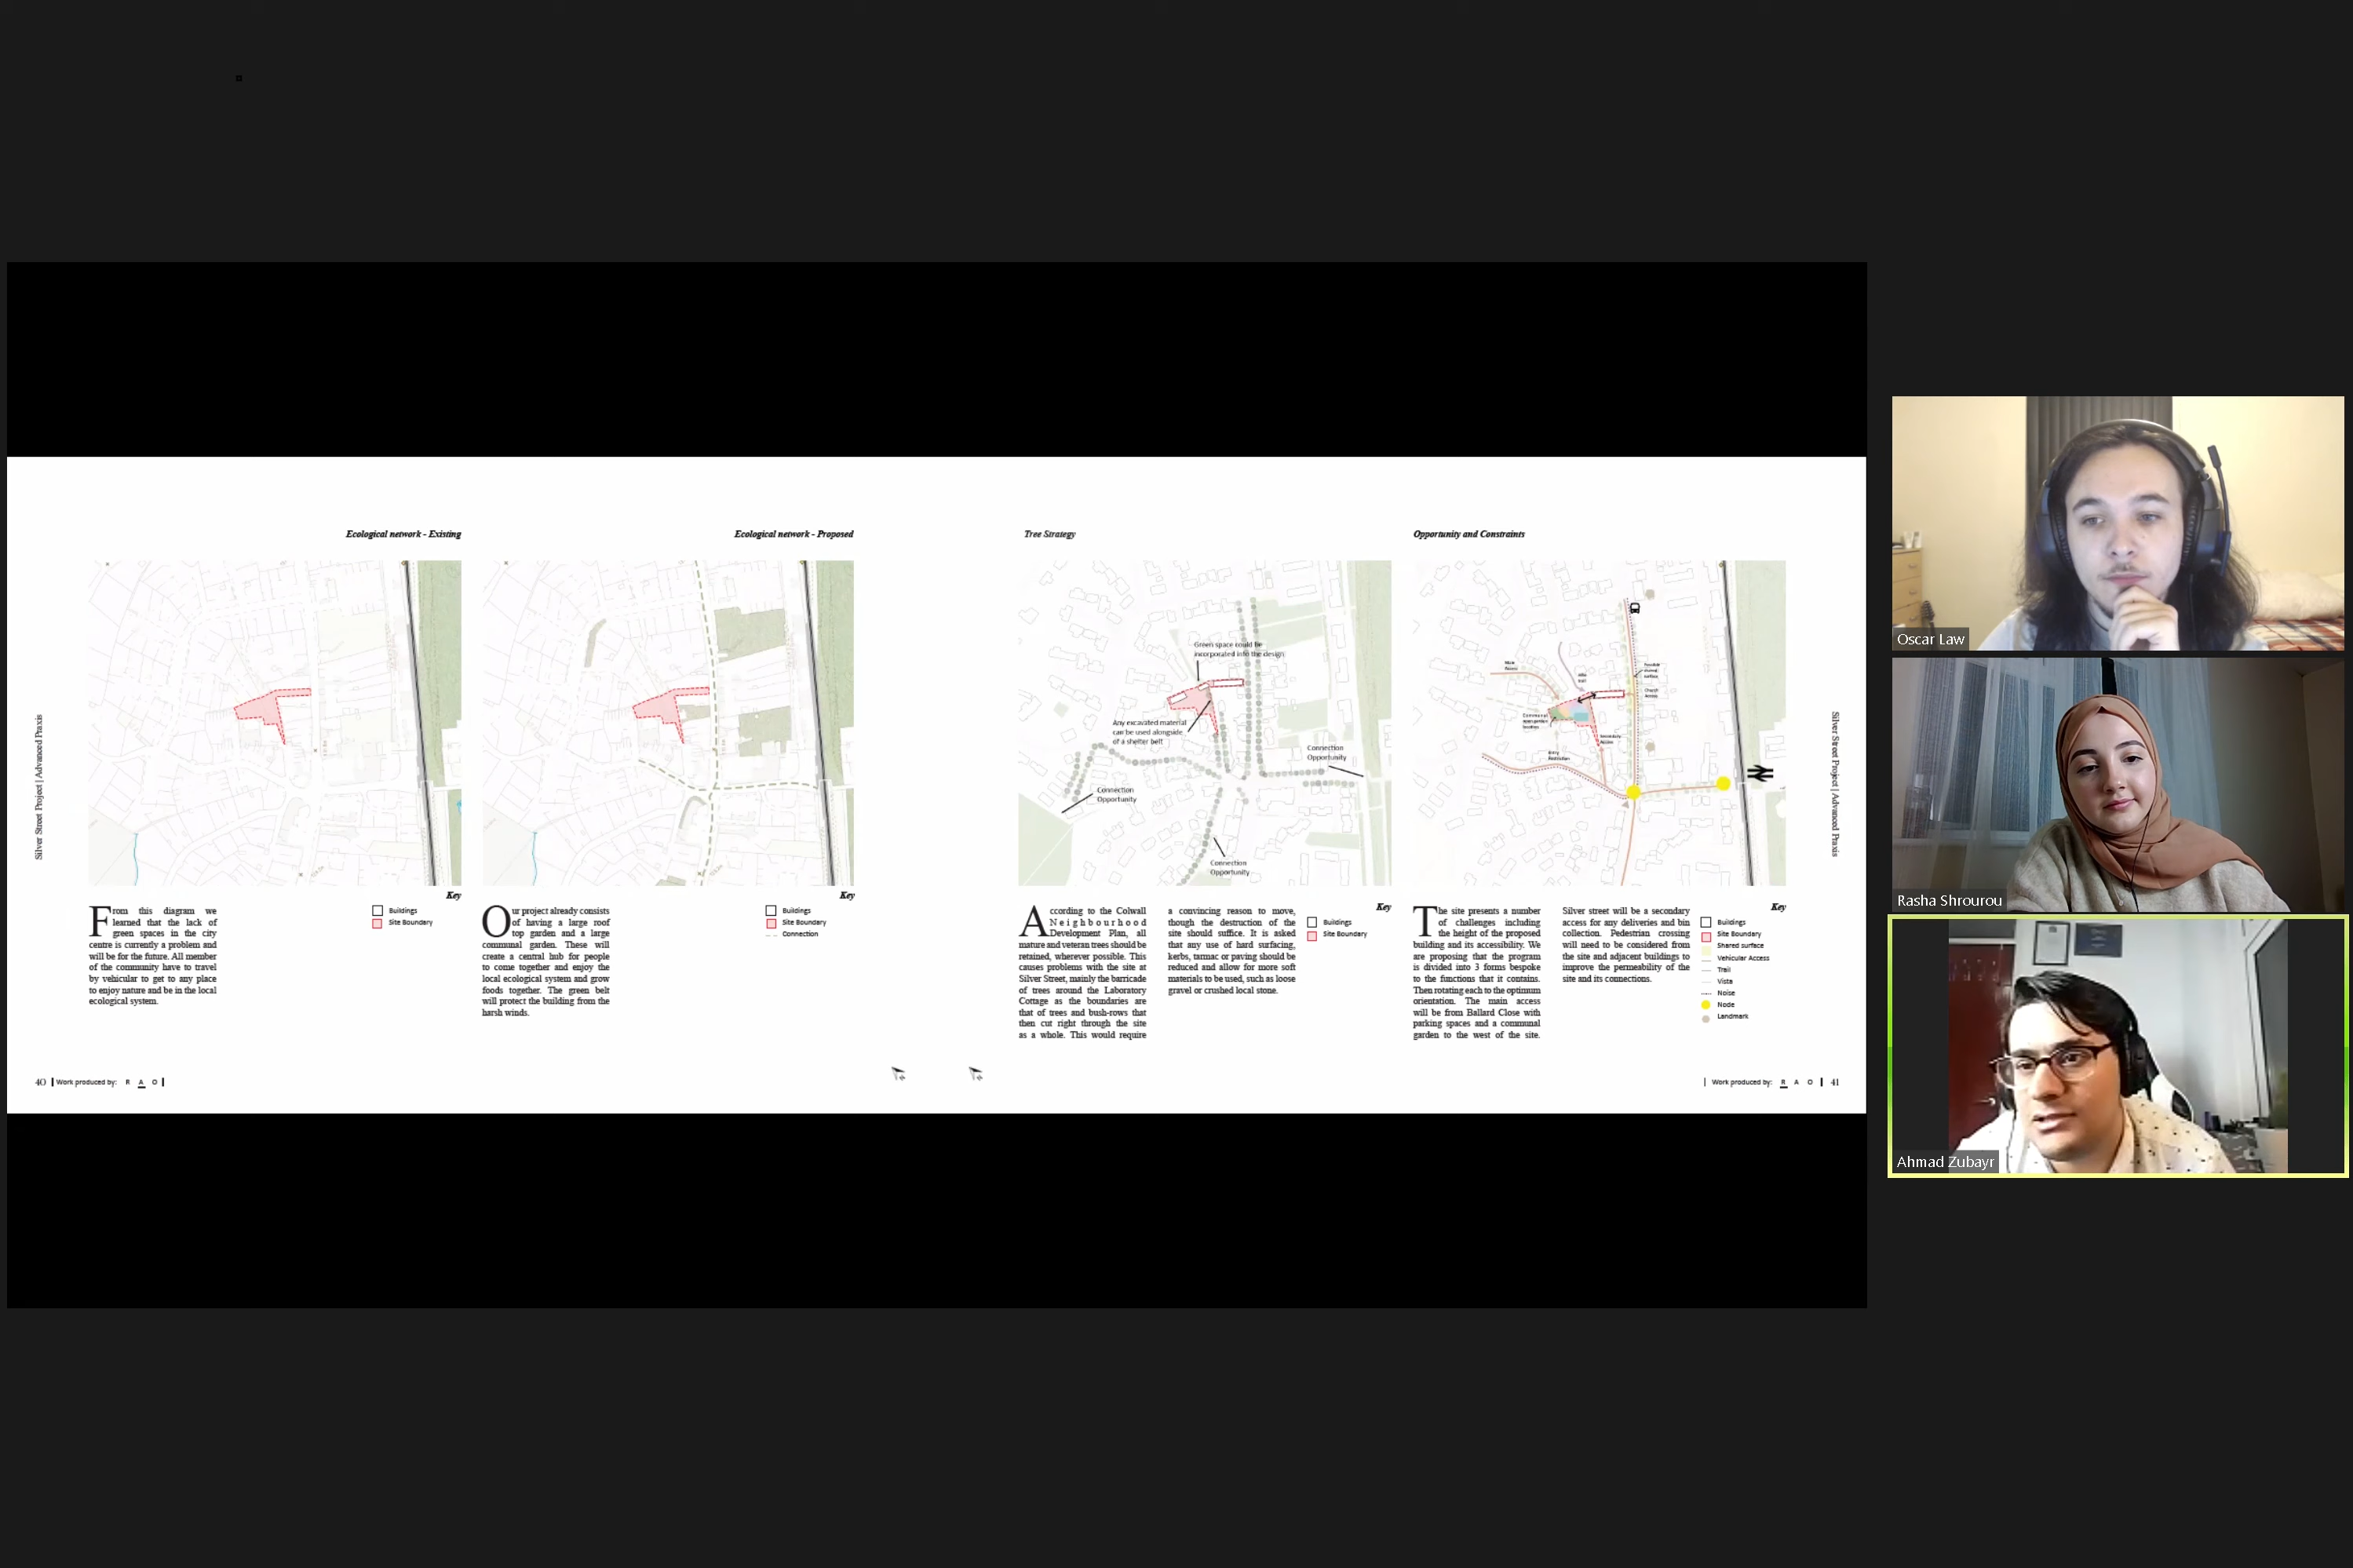 Ecological network - Existing
Ecological network - Proposed
Tree Strategy
Opportunity and Constraints
Silver Street Project | Advanced Praxis
Green space could be
incorporated into the design
Any excavated material
can be used alongside
of a shelter belt
Connection
Opportunity
Connection
Opportunity
Connection
Opportunity
Communal
Secondary
Access
Church
Access
Silver Street Project | Advanced Praxis
Key
Buildings
Site Boundary
From this diagram we
learned that the lack of
green spaces in the city
centre is currently a problem and
will be for the future. All member
of the community have to travel
by vehicular to get to any place
to enjoy nature and be in the local
ecological system.
Key
Buildings
Site Boundary
Connection
Our project already consists
of having a large roof
top garden and a large
communal garden. These will
create a central hub for people
to come together and enjoy the
local ecological system and grow
foods together. The green belt
will protect the building from the
harsh winds.
According to the Colwall
Neighbourhood
Development Plan, all
mature and veteran trees should be
retained, wherever possible. This
causes problems with the site at
Silver Street, mainly the barricade
of trees around the Laboratory
Cottage as the boundaries are
that of trees and bush-rows that
then cut right through the site
as a whole. This would require
a convincing reason to move,
though the destruction of the
site should suffice. It is asked
that any use of hard surfacing,
kerbs, tarmac or paving should be
reduced and allow for more soft
materials to be used, such as loose
gravel or crushed local stone.
Key
Buildings
Site Boundary
The site presents a number
of challenges including
the height of the proposed
building and its accessibility. We
are proposing that the program
is divided into 3 forms bespoke
to the functions that it contains.
Then rotating each to the optimum
orientation. The main access
will be from Ballard Close with
parking spaces and a communal
garden to the west of the site.
Silver street will be a secondary
access for any deliveries and bin
collection. Pedestrian crossing
will need to be considered from
the site and adjacent buildings to
improve the permeability of the
site and its connections.
Key
Buildings
Site Boundary
Shared surface
Vehicular Access
Trail
Vista
Noise
Node
Landmark
40 | Work produced by: R A O |
| Work produced by: R A O | 41
Oscar Law
Rasha Shrourou
Ahmad Zubayr